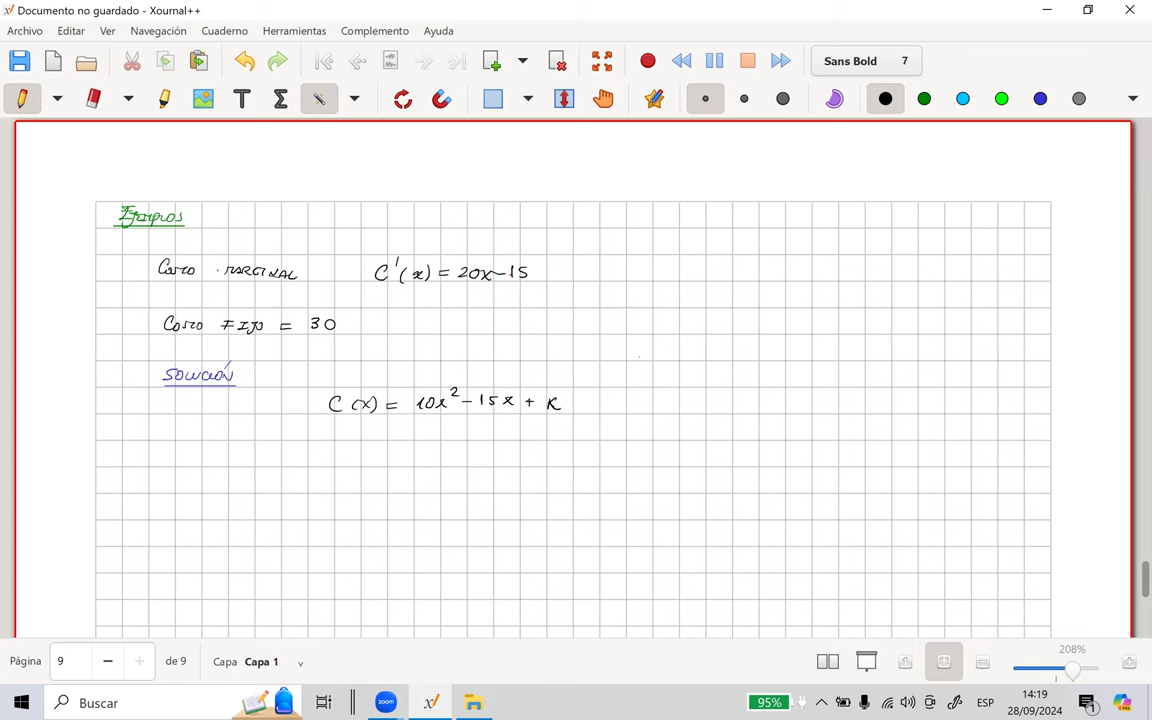 Documento no guardado - Xournal++
Archivo Editar Ver Navegación Cuaderno Herramientas Complemento Ayuda
Sans Bold 7
Ejemplos
Costo MARGINAL C'(x) = 20x-15
Costo FIJO = 30
Solución
C(x) = 10x² - 15x + K
Página 9 de 9 Capa Capa 1
208%
Buscar
zoom
95%
ESP
14:19
28/09/2024
1